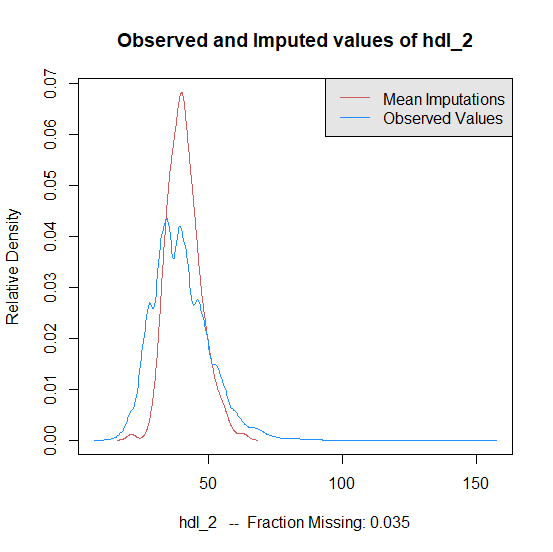 Observed and Imputed values of hdl_2
Mean Imputations
Observed Values
Relative Density
0.07
0.06
0.05
0.04
0.03
0.02
0.01
0.00
50
100
150
hdl_2 -- Fraction Missing: 0.035